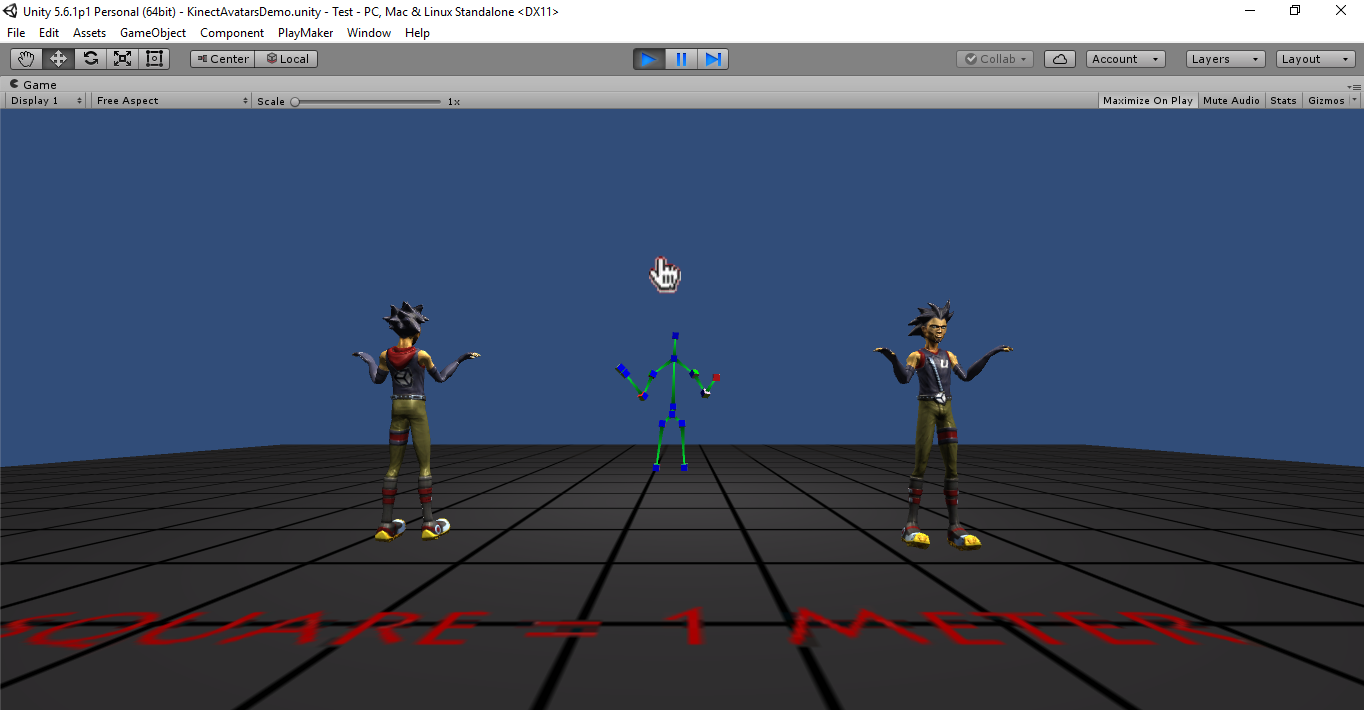 Unity 5.6.1p1 Personal (64bit) - KinectAvatarsDemo.unity - Test - PC, Mac & Linux Standalone <DX11>
File Edit Assets GameObject Component PlayMaker Window Help
Center Local Collab Account Layers Layout
Game
Display 1 Free Aspect Scale 1x Maximize On Play Mute Audio Stats Gizmos
U
SQUARE = 1 METER